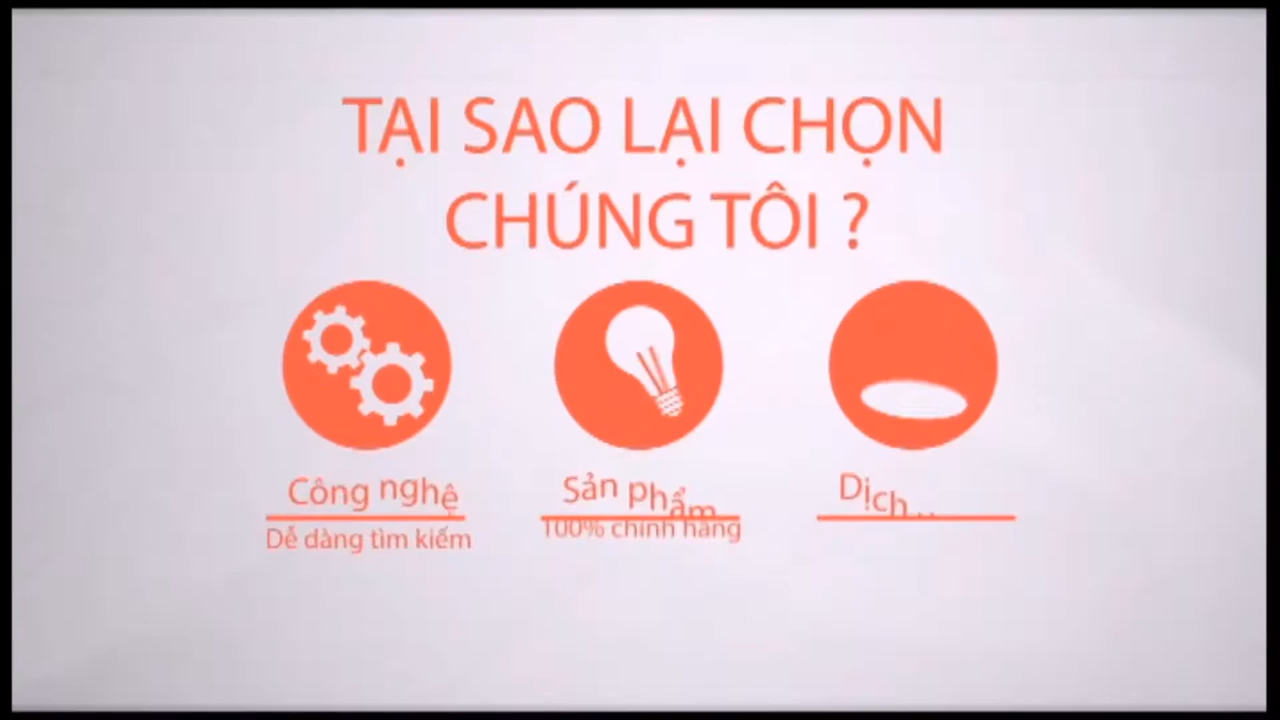 TẠI SAO LẠI CHỌN
CHÚNG TÔI ?
Công nghệ
Dễ dàng tìm kiếm
Sản phẩm
100% chính hãng
Dịch